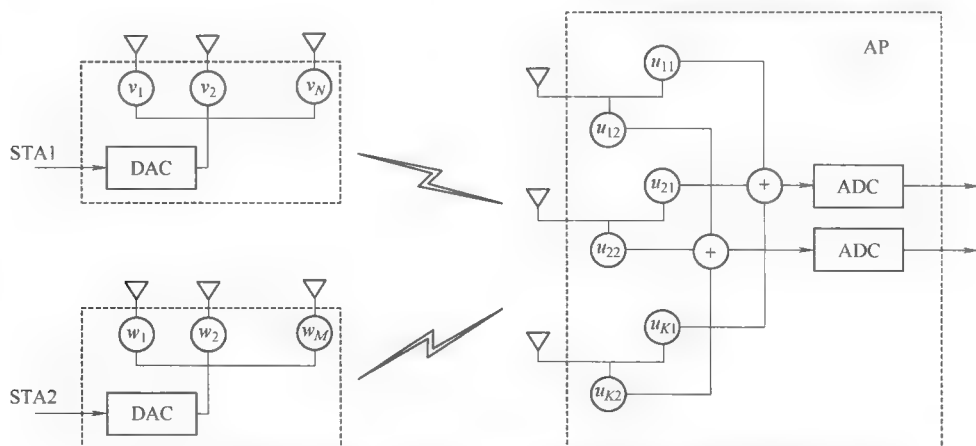 STA1
v1
v2
vN
DAC
STA2
w1
w2
wM
DAC
AP
u11
u12
u21
u22
uK1
uK2
+
+
ADC
ADC